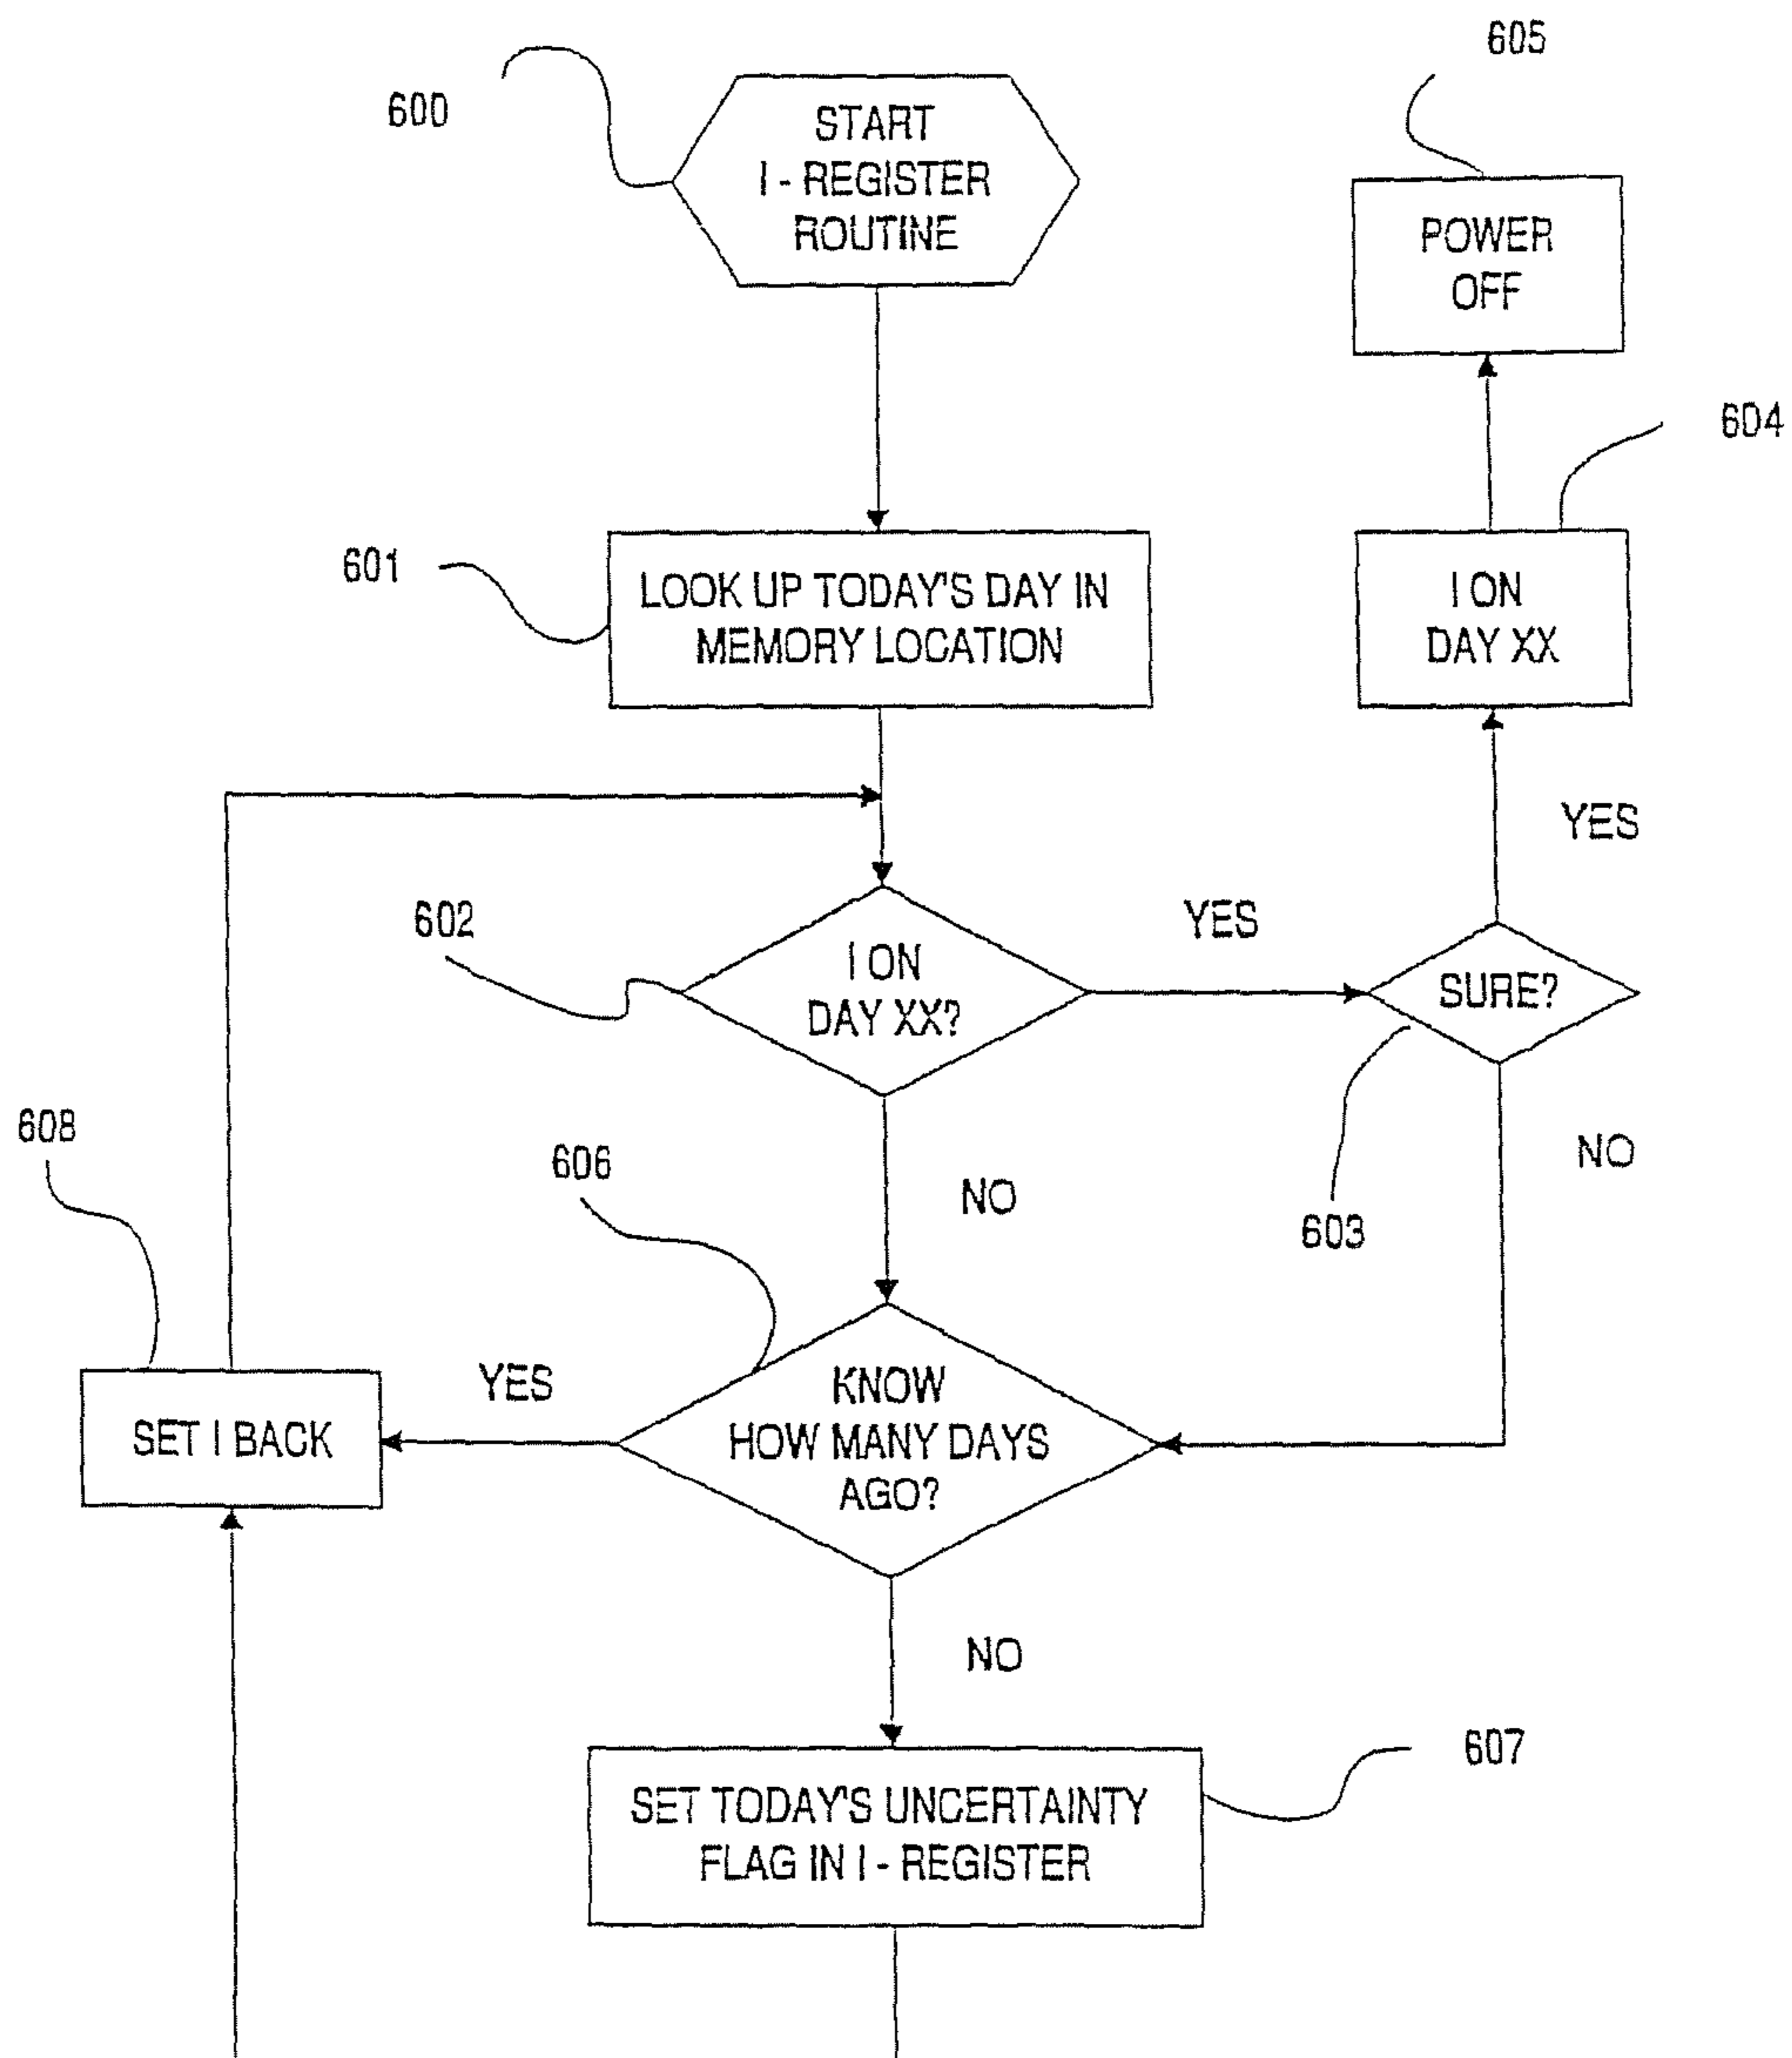 605
600
START
I - REGISTER
ROUTINE
POWER
OFF
604
601
LOOK UP TODAY'S DAY IN
MEMORY LOCATION
I ON
DAY XX
YES
602
YES
I ON
DAY XX?
SURE?
608
606
NO
NO
603
YES
KNOW
HOW MANY DAYS
AGO?
SET I BACK
NO
607
SET TODAY'S UNCERTAINTY
FLAG IN I - REGISTER